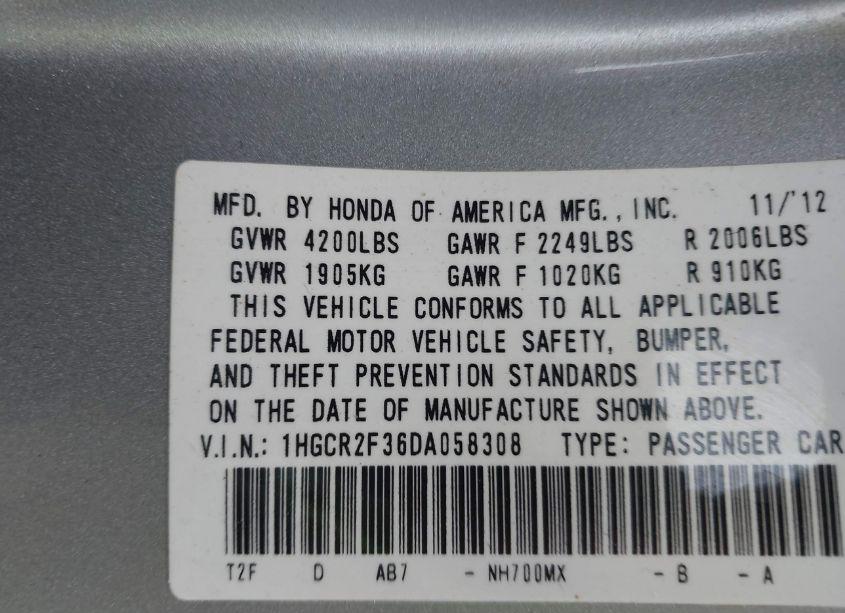 MFD. BY HONDA OF AMERICA MFG., INC. 11/'12
GVWR 4200LBS GAWR F 2249LBS R 2006LBS
GVWR 1905KG GAWR F 1020KG R 910KG
THIS VEHICLE CONFORMS TO ALL APPLICABLE
FEDERAL MOTOR VEHICLE SAFETY, BUMPER,
AND THEFT PREVENTION STANDARDS IN EFFECT
ON THE DATE OF MANUFACTURE SHOWN ABOVE.
V.I.N.: 1HGCR2F36DA058308 TYPE: PASSENGER CAR
T2F D AB7 - NH700MX - B - A